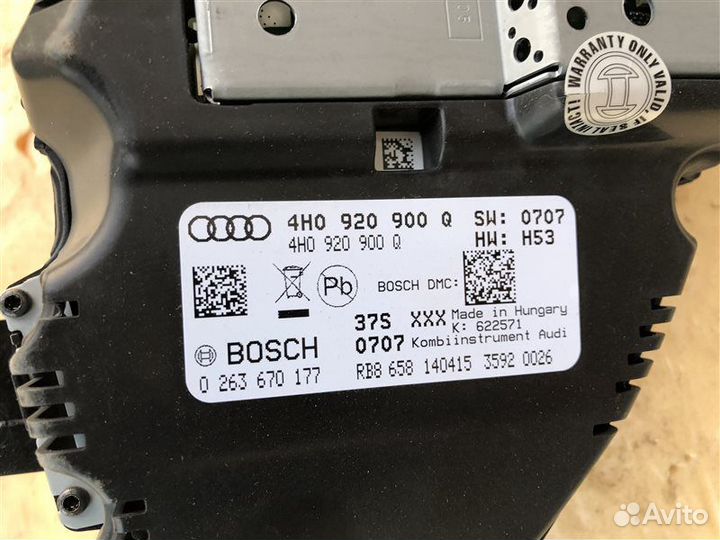 05
WARRANTY ONLY VALID, IF SEAL INTACT!
4H0 920 900 Q SW: 0707
4H0 920 900 Q HW: H53
Pb
BOSCH DMC:
37S XXX Made in Hungary
K: 622571
BOSCH 0707 Kombiinstrument Audi
0 263 670 177 RB8 658 140415 3592 0026
Avito